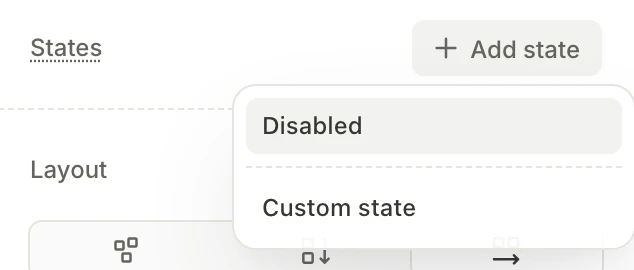 States
Add state
Disabled
Layout
Custom state